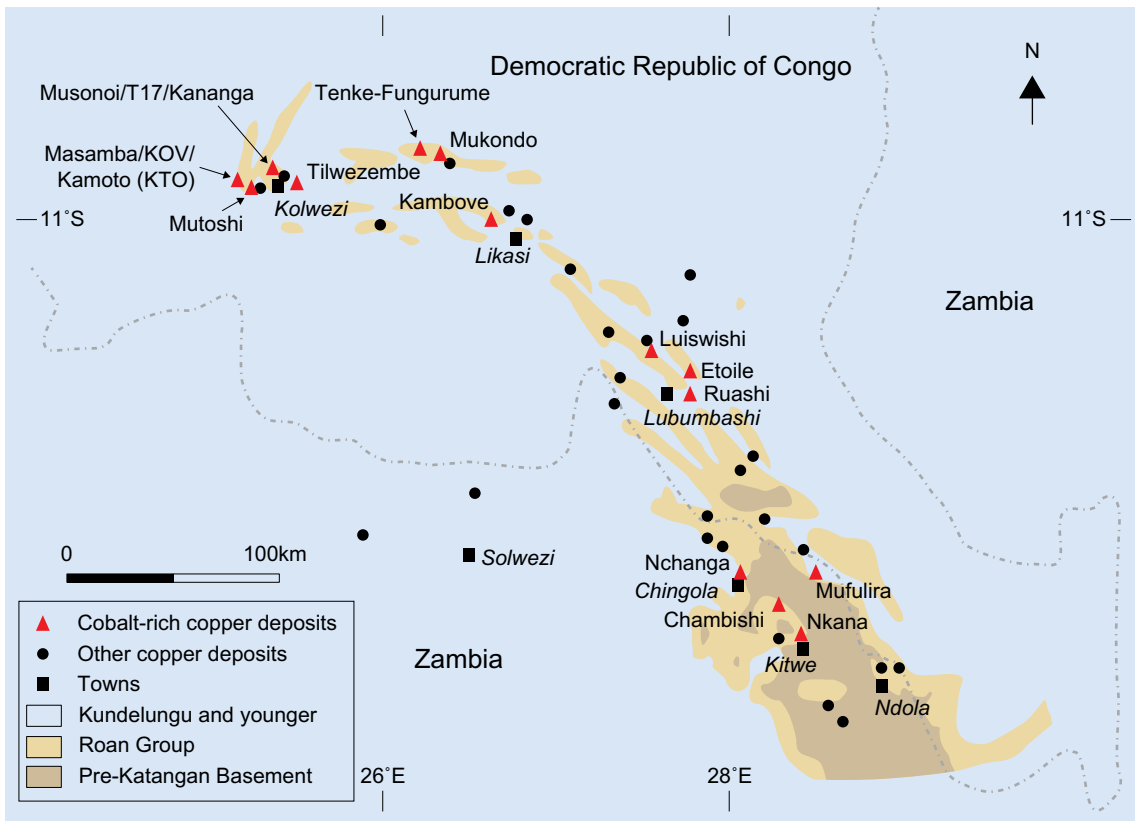 Democratic Republic of Congo
N
Musonoi/T17/Kananga
Tenke-Fungurume
Mukondo
Masamba/KOV/
Kamoto (KTO)
Tilwezembe
Mutoshi
Kolwezi
Kambove
11˚S
11˚S
Likasi
Zambia
Luiswishi
Etoile
Ruashi
Lubumbashi
0
100km
Solwezi
Nchanga
Chingola
Mufulira
Chambishi
Nkana
Kitwe
Zambia
Ndola
Cobalt-rich copper deposits
Other copper deposits
Towns
Kundelungu and younger
Roan Group
Pre-Katangan Basement
26˚E
28˚E